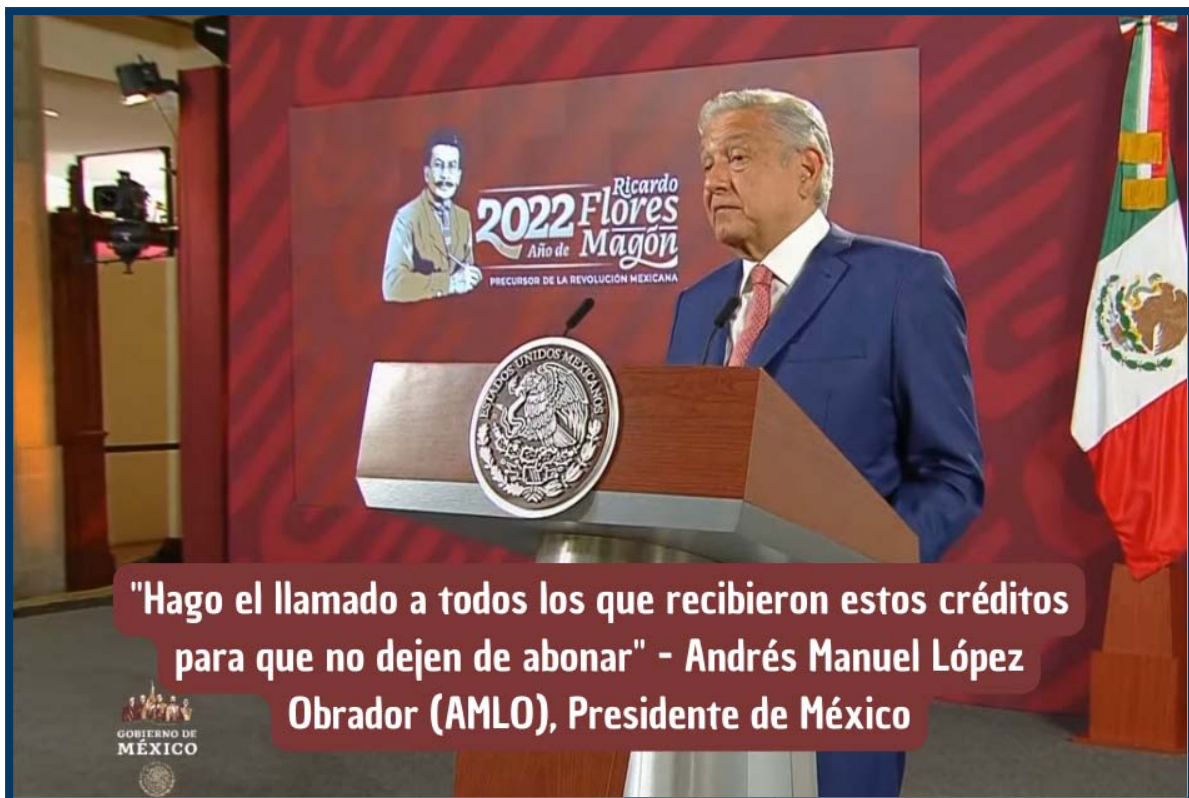 Ricardo
2022 Flores
Año de Magón
PRECURSOR DE LA REVOLUCIÓN MEXICANA
ESTADOS UNIDOS MEXICANOS
"Hago el llamado a todos los que recibieron estos créditos
para que no dejen de abonar" - Andrés Manuel López
Obrador (AMLO), Presidente de México
GOBIERNO DE
MÉXICO